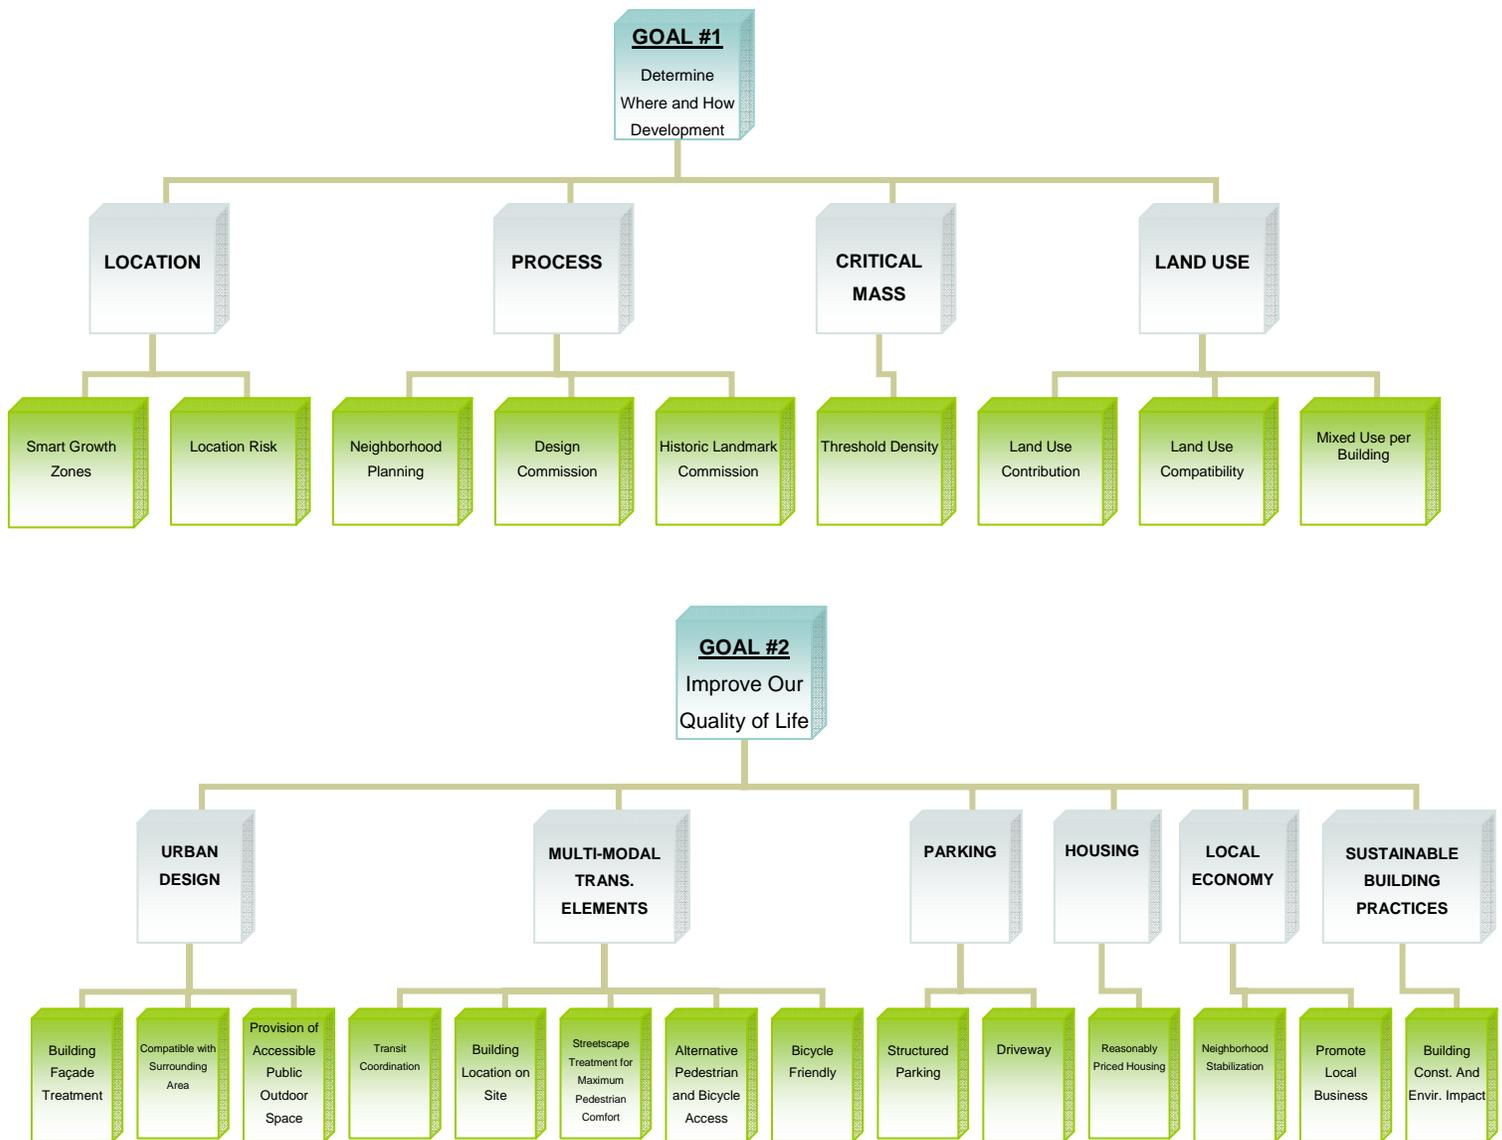 GOAL #1
Determine
Where and How
Development
LOCATION
PROCESS
CRITICAL
MASS
LAND USE
Smart Growth
Zones
Location Risk
Neighborhood
Planning
Design
Commission
Historic Landmark
Commission
Threshold Density
Land Use
Contribution
Land Use
Compatibility
Mixed Use per
Building
GOAL #2
Improve Our
Quality of Life
URBAN
DESIGN
MULTI-MODAL
TRANS.
ELEMENTS
PARKING
HOUSING
LOCAL
ECONOMY
SUSTAINABLE
BUILDING
PRACTICES
Building
Façade
Treatment
Compatible with
Surrounding
Area
Provision of
Accessible
Public
Outdoor
Space
Transit
Coordination
Building
Location on
Site
Streetscape
Treatment for
Maximum
Pedestrian
Comfort
Alternative
Pedestrian
and Bicycle
Access
Bicycle
Friendly
Structured
Parking
Driveway
Reasonably
Priced Housing
Neighborhood
Stabilization
Promote
Local
Business
Building
Const. And
Envir. Impact